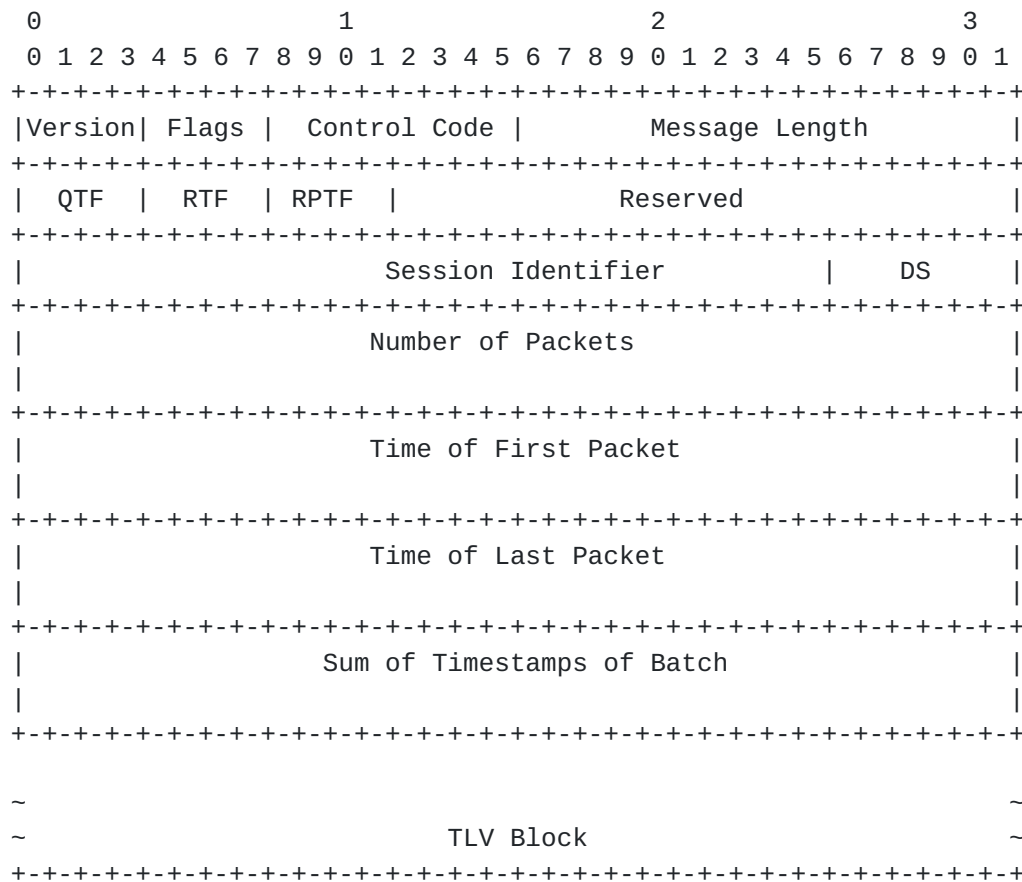 0                   1                   2                   3
 0 1 2 3 4 5 6 7 8 9 0 1 2 3 4 5 6 7 8 9 0 1 2 3 4 5 6 7 8 9 0 1
+-+-+-+-+-+-+-+-+-+-+-+-+-+-+-+-+-+-+-+-+-+-+-+-+-+-+-+-+-+-+-+-+
|Version| Flags |  Control Code |        Message Length         |
+-+-+-+-+-+-+-+-+-+-+-+-+-+-+-+-+-+-+-+-+-+-+-+-+-+-+-+-+-+-+-+-+
|  QTF  |  RTF  | RPTF  |              Reserved                 |
+-+-+-+-+-+-+-+-+-+-+-+-+-+-+-+-+-+-+-+-+-+-+-+-+-+-+-+-+-+-+-+-+
|                       Session Identifier          |    DS     |
+-+-+-+-+-+-+-+-+-+-+-+-+-+-+-+-+-+-+-+-+-+-+-+-+-+-+-+-+-+-+-+-+
|                      Number of Packets                        |
|                                                               |
+-+-+-+-+-+-+-+-+-+-+-+-+-+-+-+-+-+-+-+-+-+-+-+-+-+-+-+-+-+-+-+-+
|                      Time of First Packet                     |
|                                                               |
+-+-+-+-+-+-+-+-+-+-+-+-+-+-+-+-+-+-+-+-+-+-+-+-+-+-+-+-+-+-+-+-+
|                      Time of Last Packet                      |
|                                                               |
+-+-+-+-+-+-+-+-+-+-+-+-+-+-+-+-+-+-+-+-+-+-+-+-+-+-+-+-+-+-+-+-+
|                   Sum of Timestamps of Batch                  |
|                                                               |
+-+-+-+-+-+-+-+-+-+-+-+-+-+-+-+-+-+-+-+-+-+-+-+-+-+-+-+-+-+-+-+-+
~                                                               ~
~                           TLV Block                           ~
+-+-+-+-+-+-+-+-+-+-+-+-+-+-+-+-+-+-+-+-+-+-+-+-+-+-+-+-+-+-+-+-+